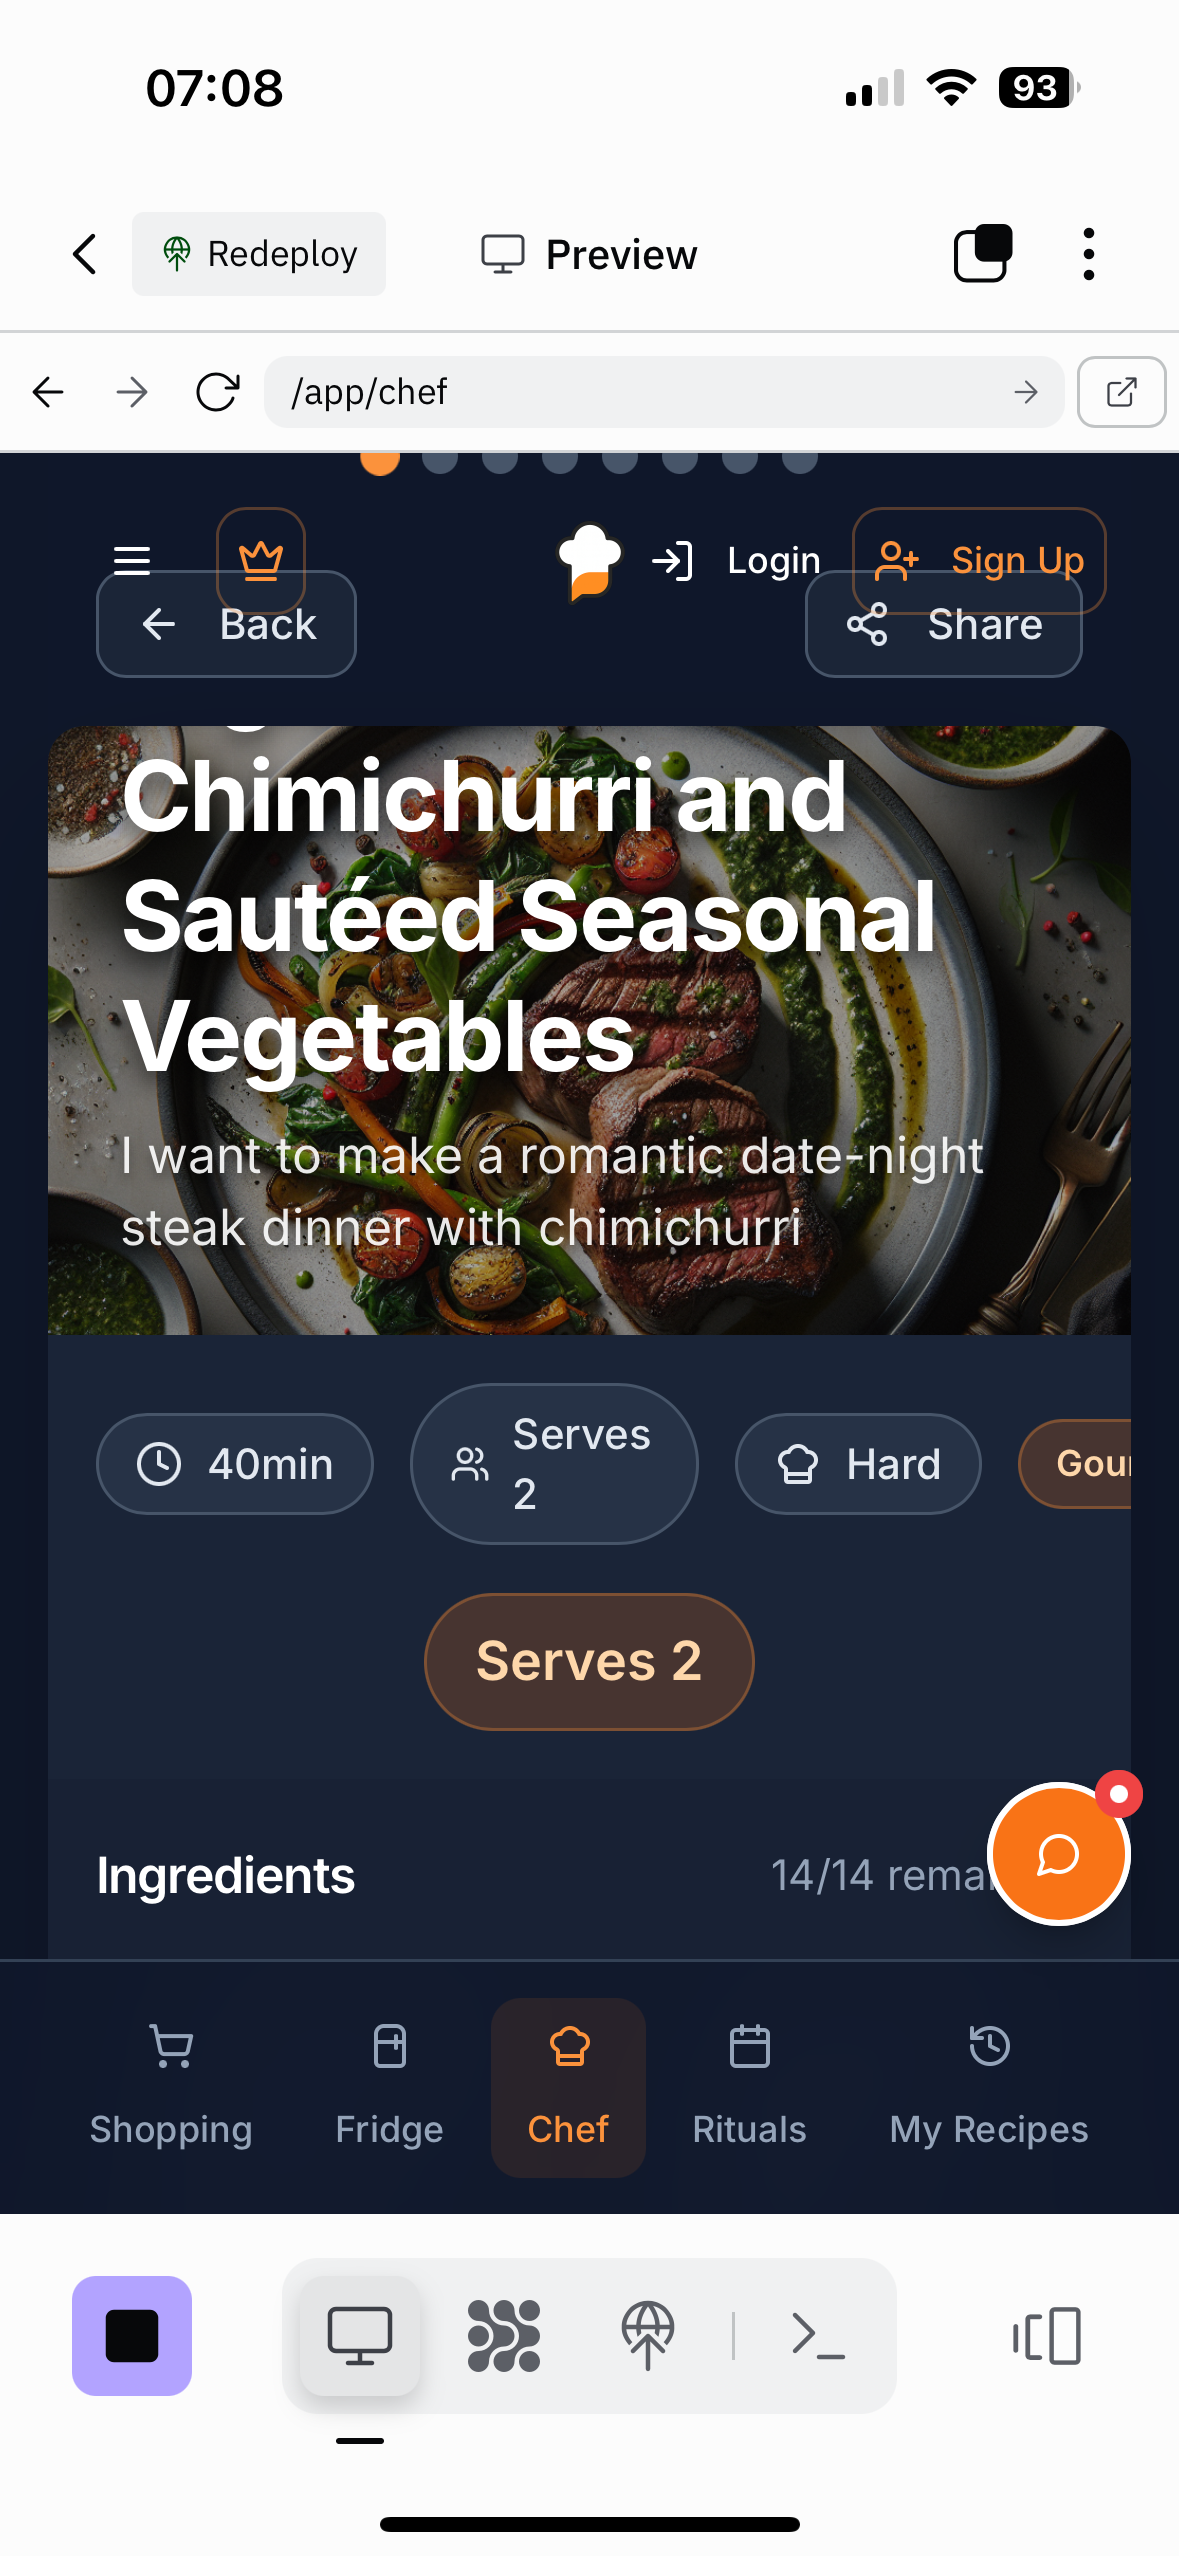 07:08
93
Redeploy
Preview
/app/chef
Login
Sign Up
Back
Share
Chimichurri and
Sautéed Seasonal
Vegetables
I want to make a romantic date-night
steak dinner with chimichurri
40min
Serves
2
Hard
Serves 2
Ingredients
14/14
Shopping
Fridge
Chef
Rituals
My Recipes